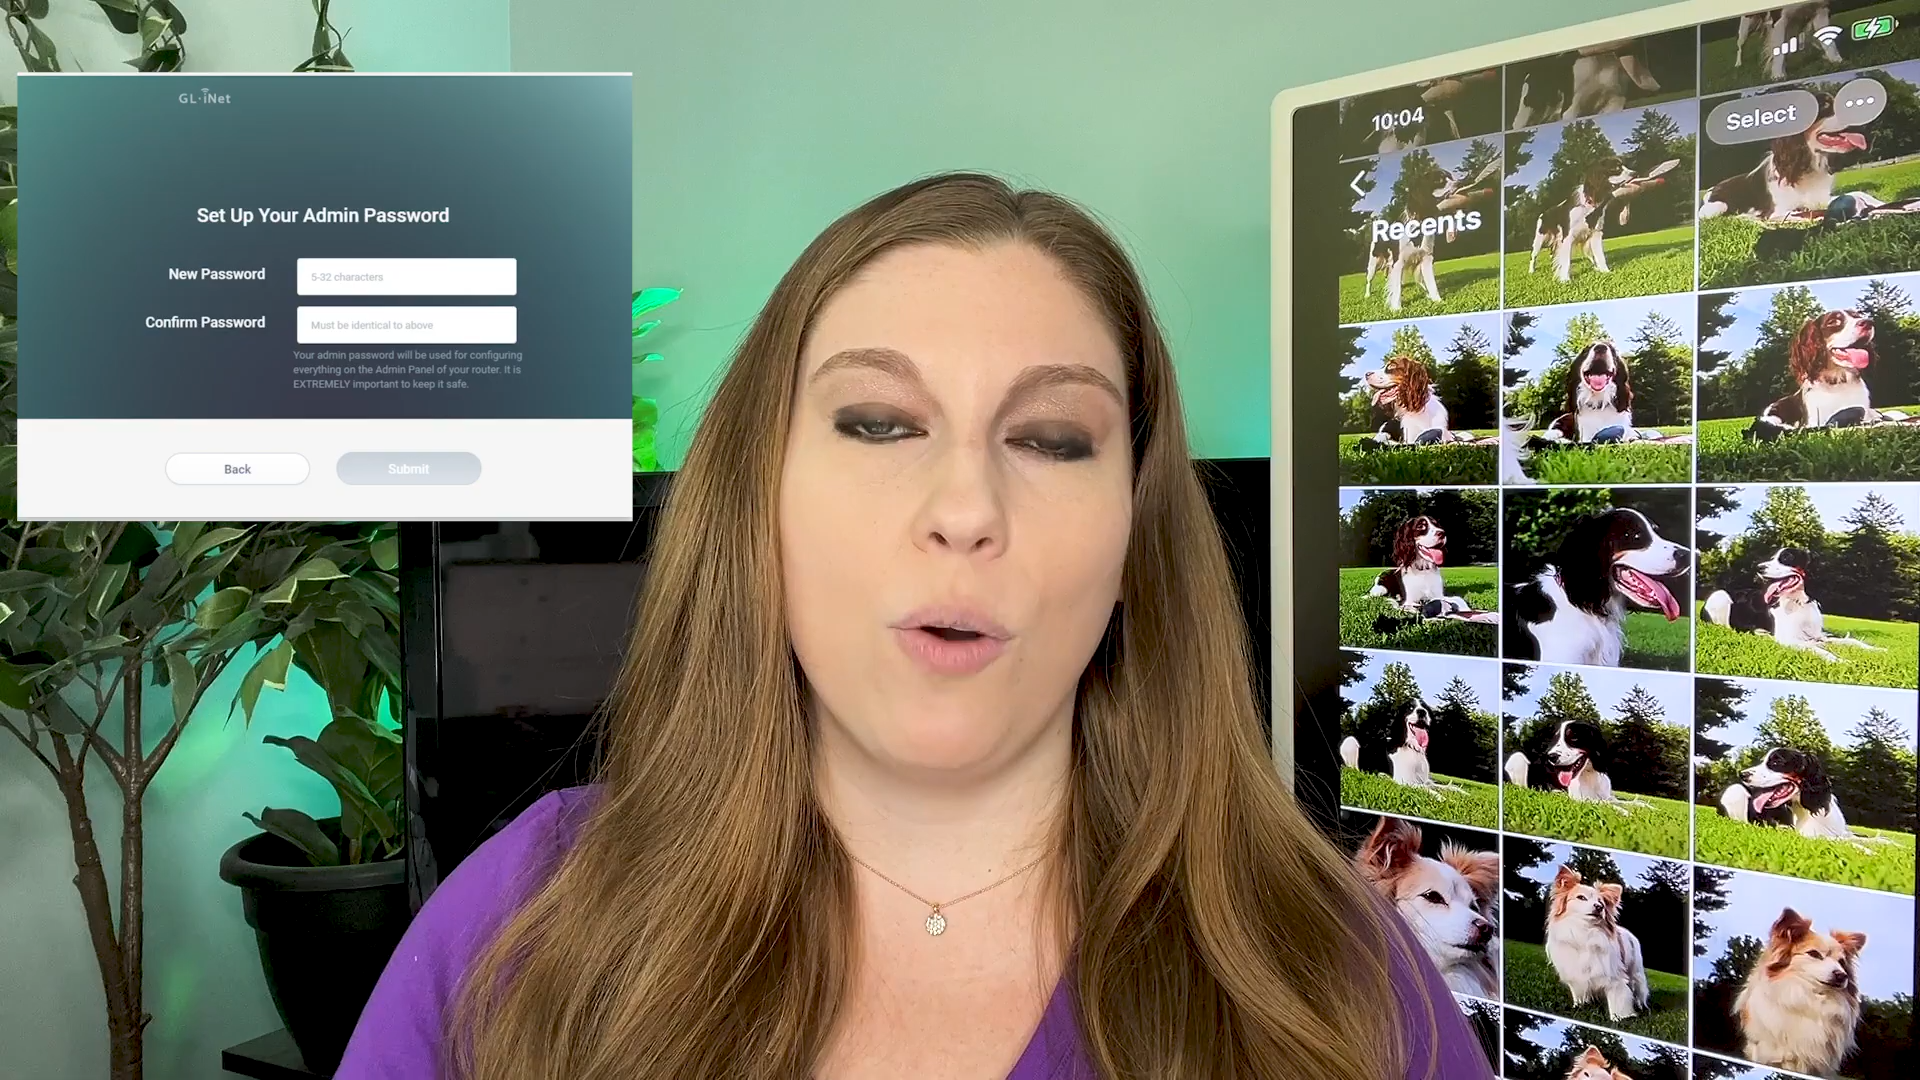 GL·iNet
Set Up Your Admin Password
New Password
5-32 characters
Confirm Password
Must be identical to above
Your admin password will be used for configuring
everything on the Admin Panel of your router. It is
EXTREMELY important to keep it safe.
Back
Submit
10:04
Select
Recents